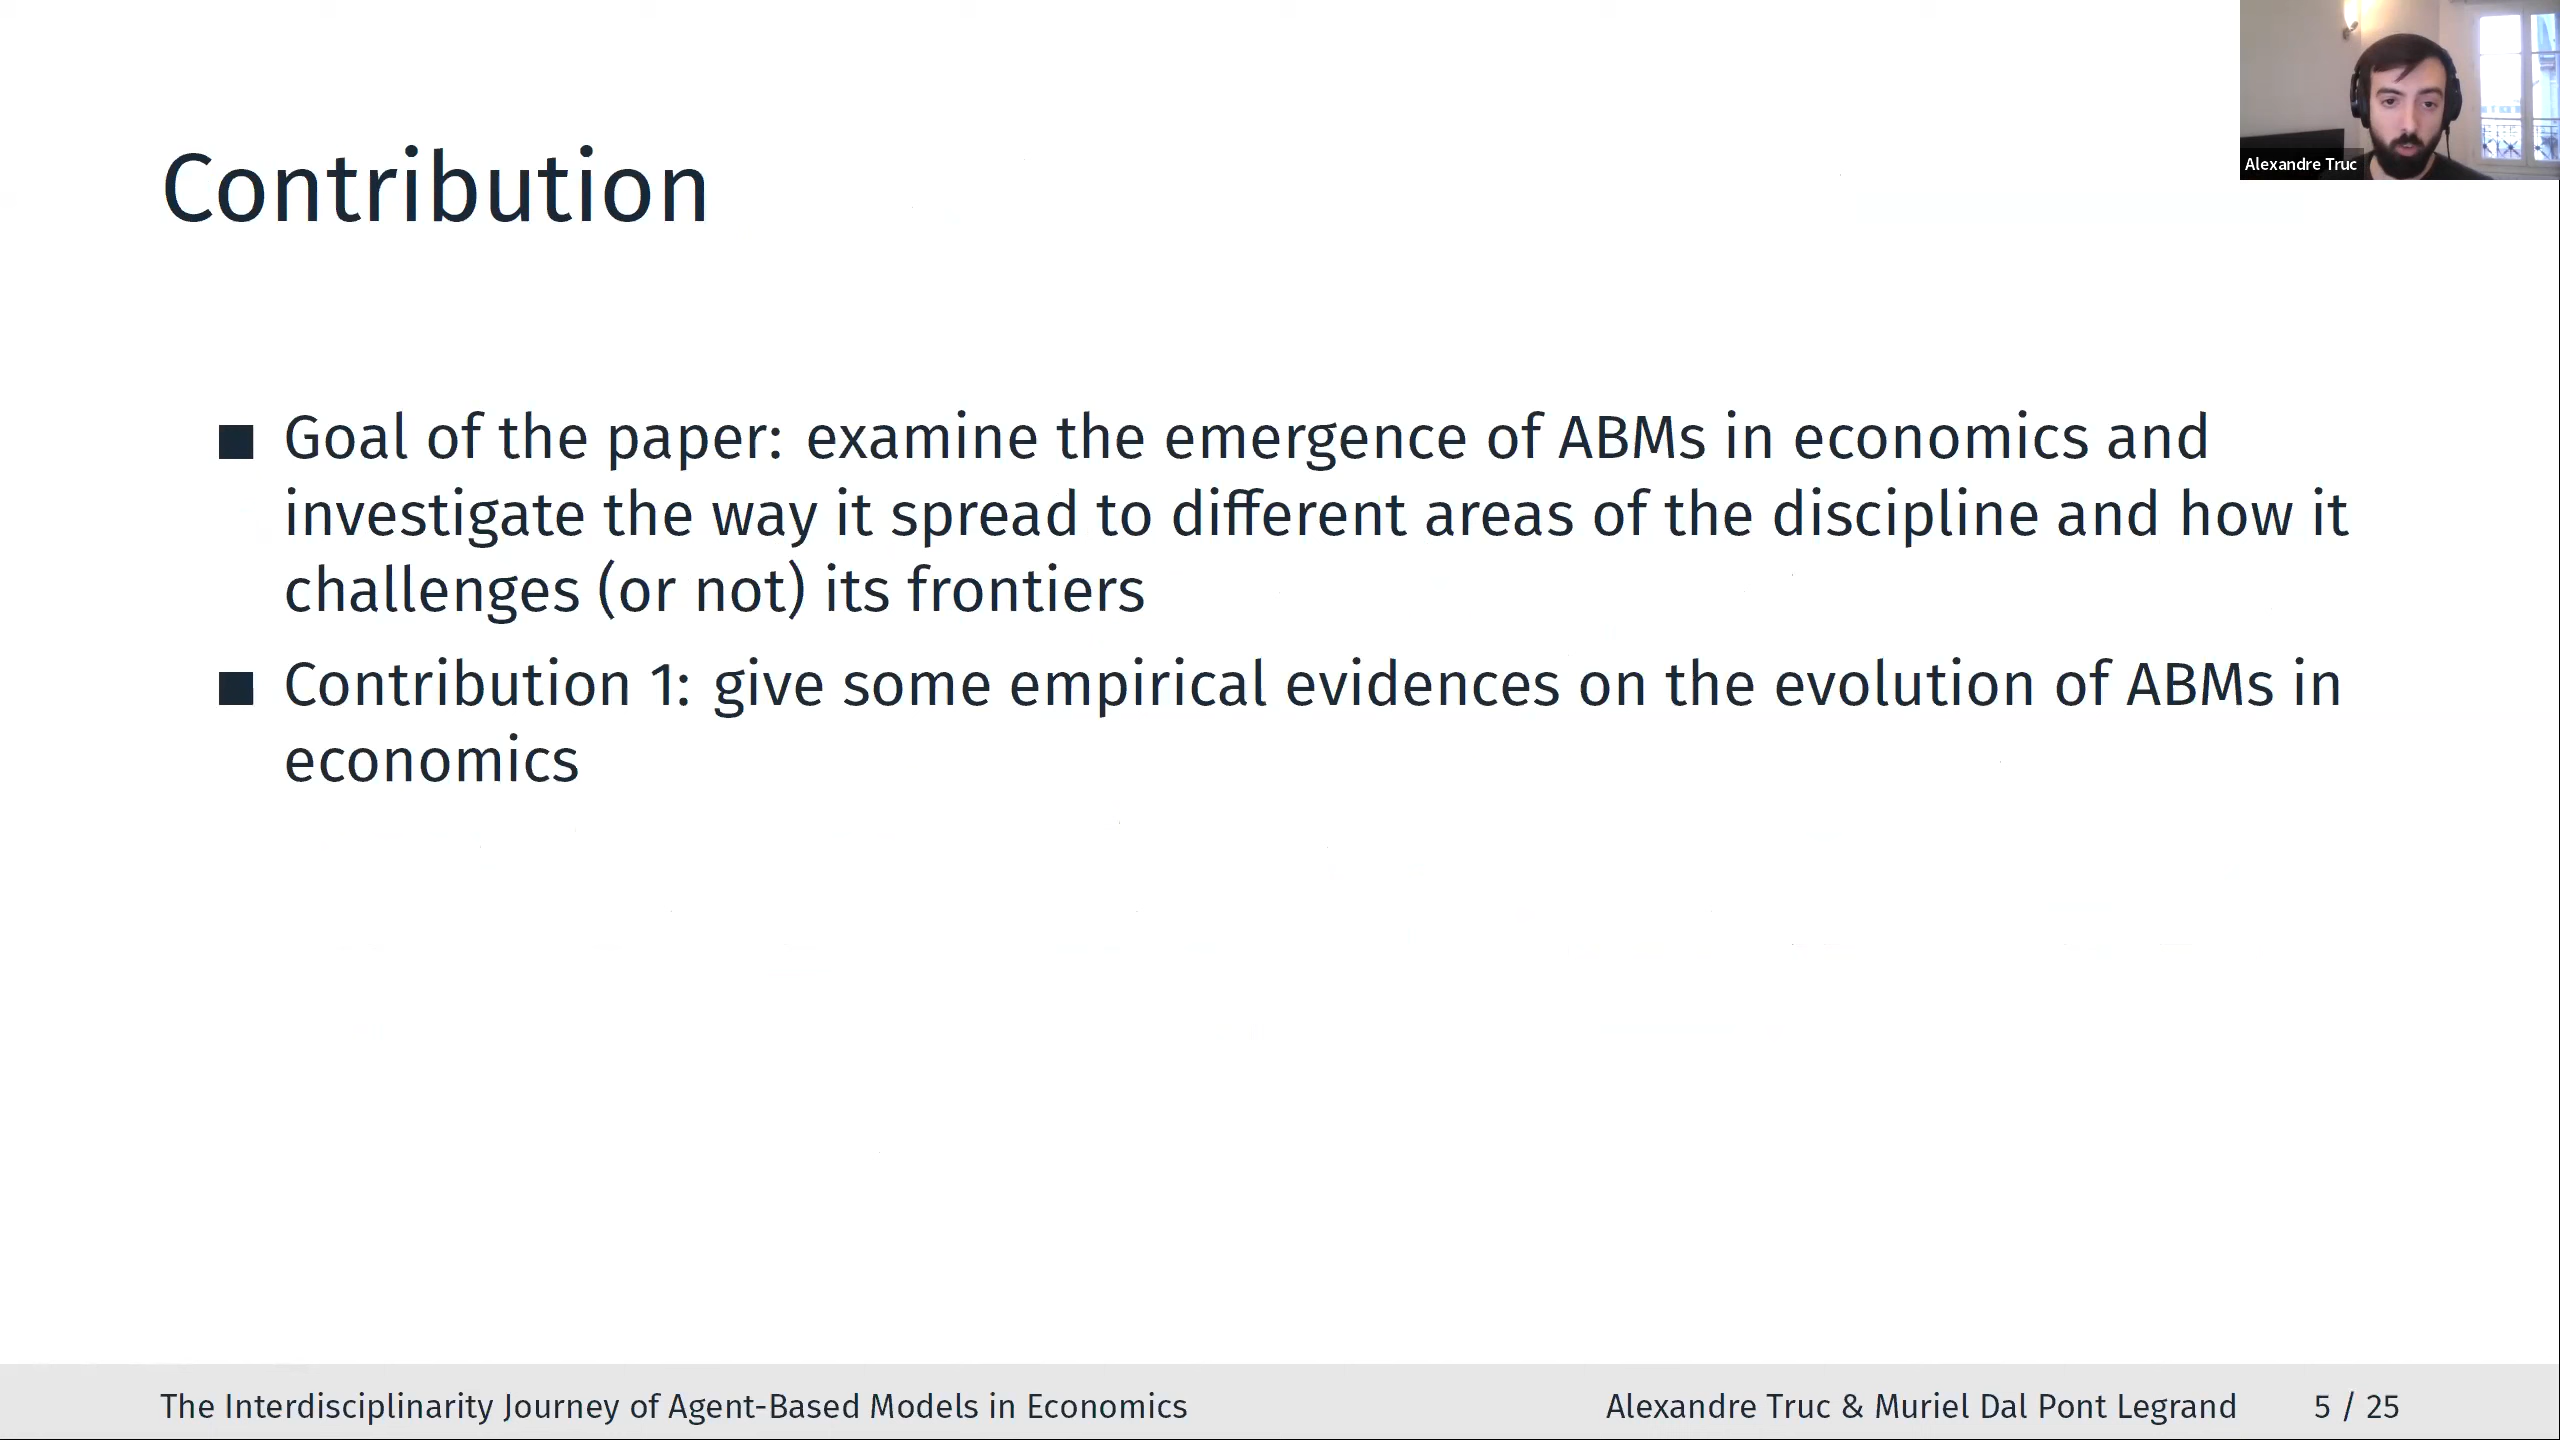 Alexandre Truc
Contribution
■ Goal of the paper: examine the emergence of ABMs in economics and
investigate the way it spread to different areas of the discipline and how it
challenges (or not) its frontiers
■ Contribution 1: give some empirical evidences on the evolution of ABMs in
economics
The Interdisciplinarity Journey of Agent-Based Models in Economics
Alexandre Truc & Muriel Dal Pont Legrand
5 / 25